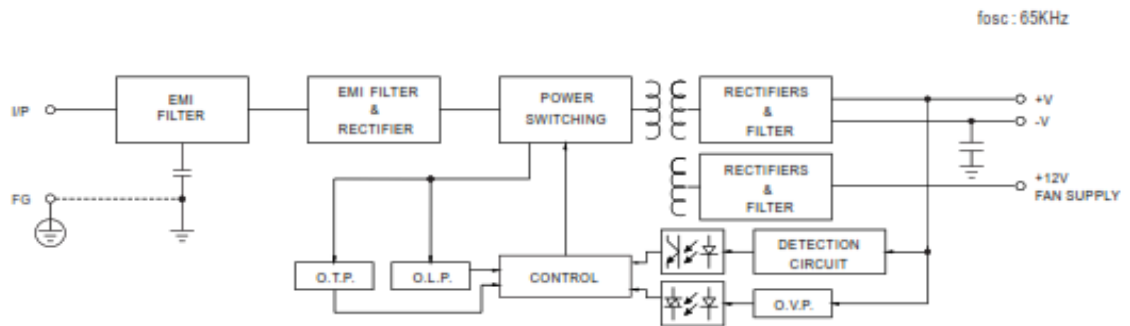 fosc : 65KHz
I/P
EMI
FILTER
EMI FILTER
&
RECTIFIER
POWER
SWITCHING
RECTIFIERS
&
FILTER
+V
-V
FG
RECTIFIERS
&
FILTER
+12V
FAN SUPPLY
O.T.P.
O.L.P.
CONTROL
DETECTION
CIRCUIT
O.V.P.